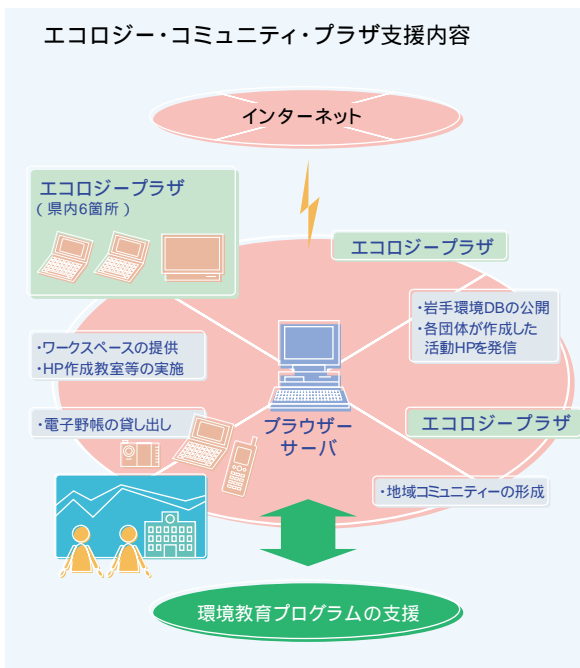 エコロジー・コミュニティ・プラザ支援内容
インターネット
エコロジープラザ
(県内6箇所)
エコロジープラザ
・岩手環境DBの公開
・各団体が作成した
活動HPを発信
・ワークスペースの提供
・HP作成教室等の実施
・電子野帳の貸し出し
ブラウザー
サーバ
エコロジープラザ
・地域コミュニティーの形成
環境教育プログラムの支援